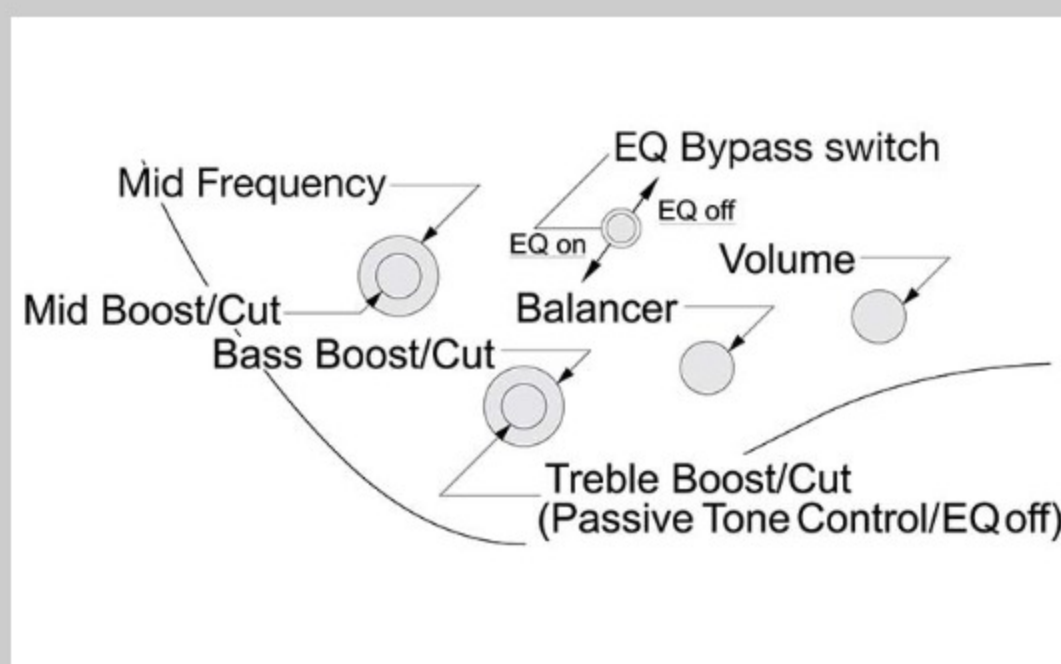 EQ Bypass switch
Mid Frequency
EQ off
EQ on
Volume
Mid Boost/Cut
Balancer
Bass Boost/Cut
Treble Boost/Cut
(Passive Tone Control/EQ off)